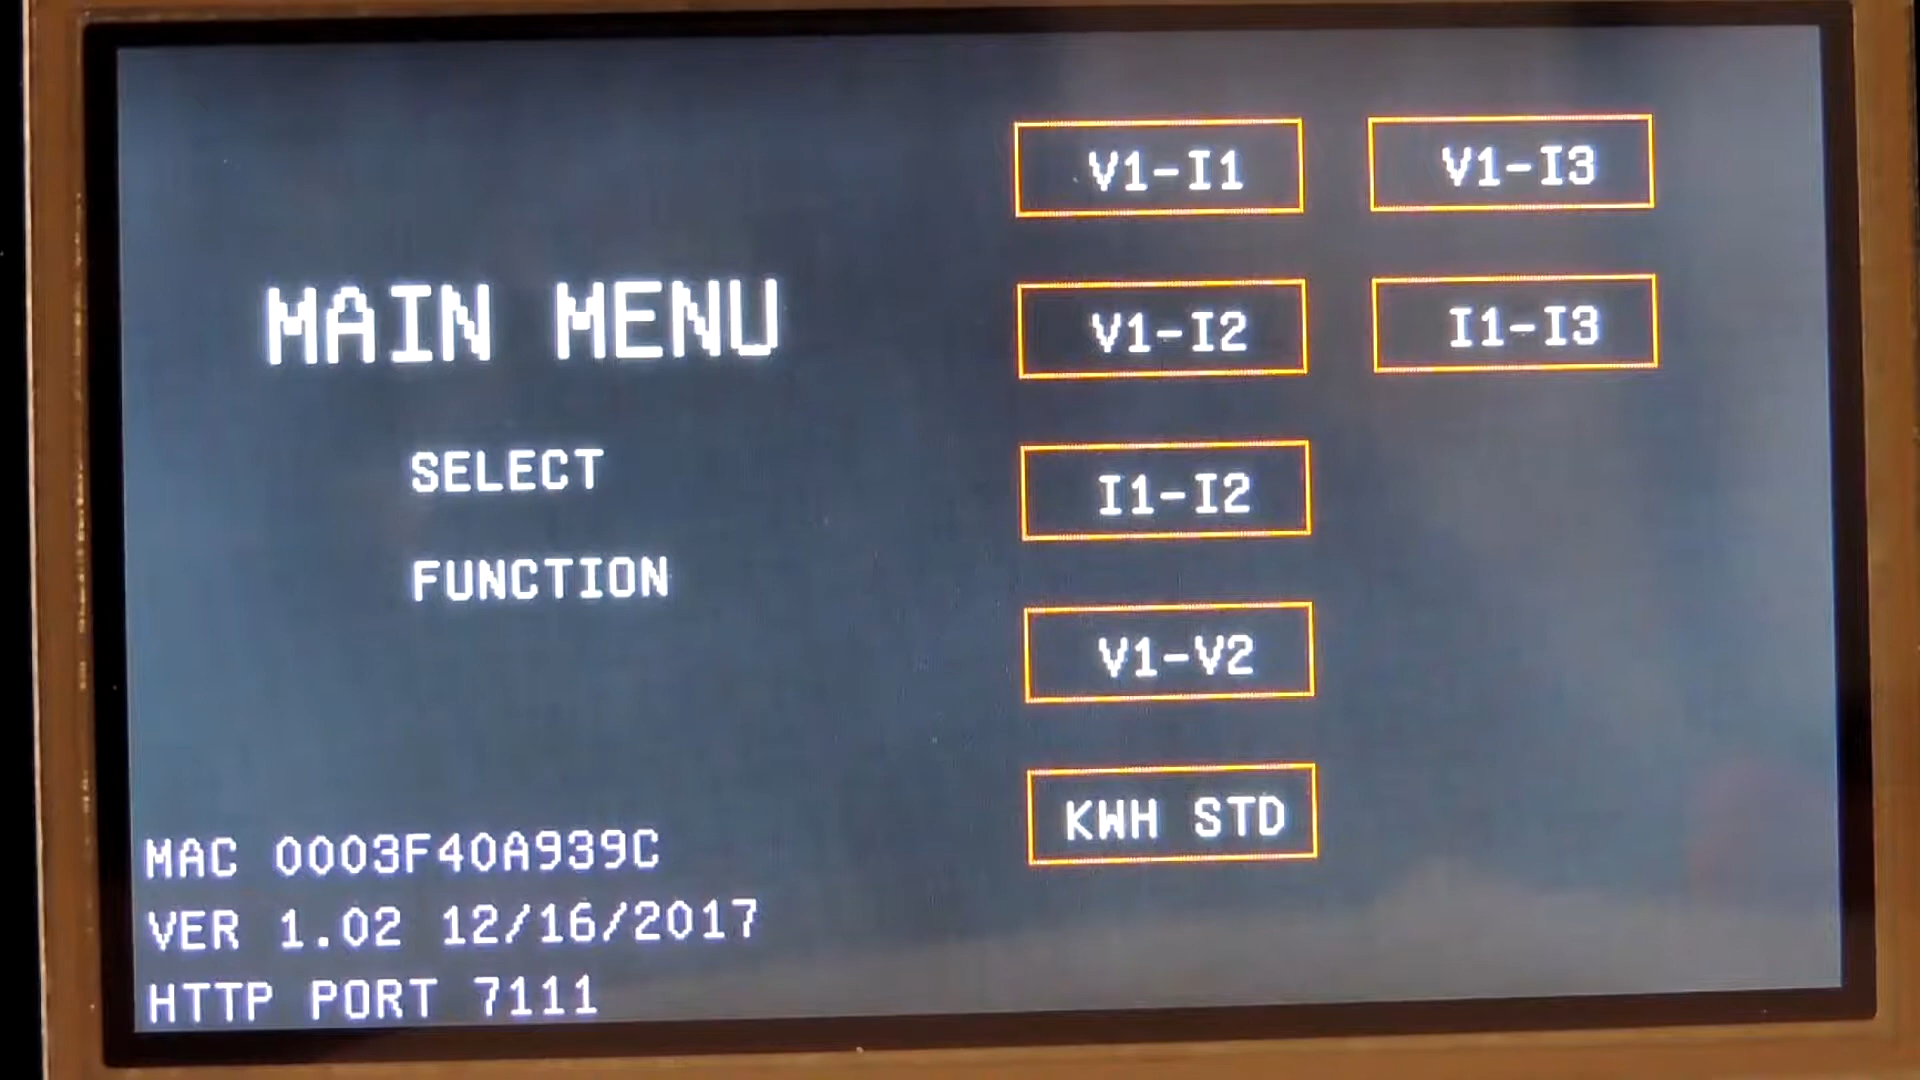 MAIN MENU
SELECT
FUNCTION
V1-I1
V1-I3
V1-I2
I1-I3
I1-I2
V1-V2
KWH STD
MAC 0003F40A939C
VER 1.02 12/16/2017
HTTP PORT 7111